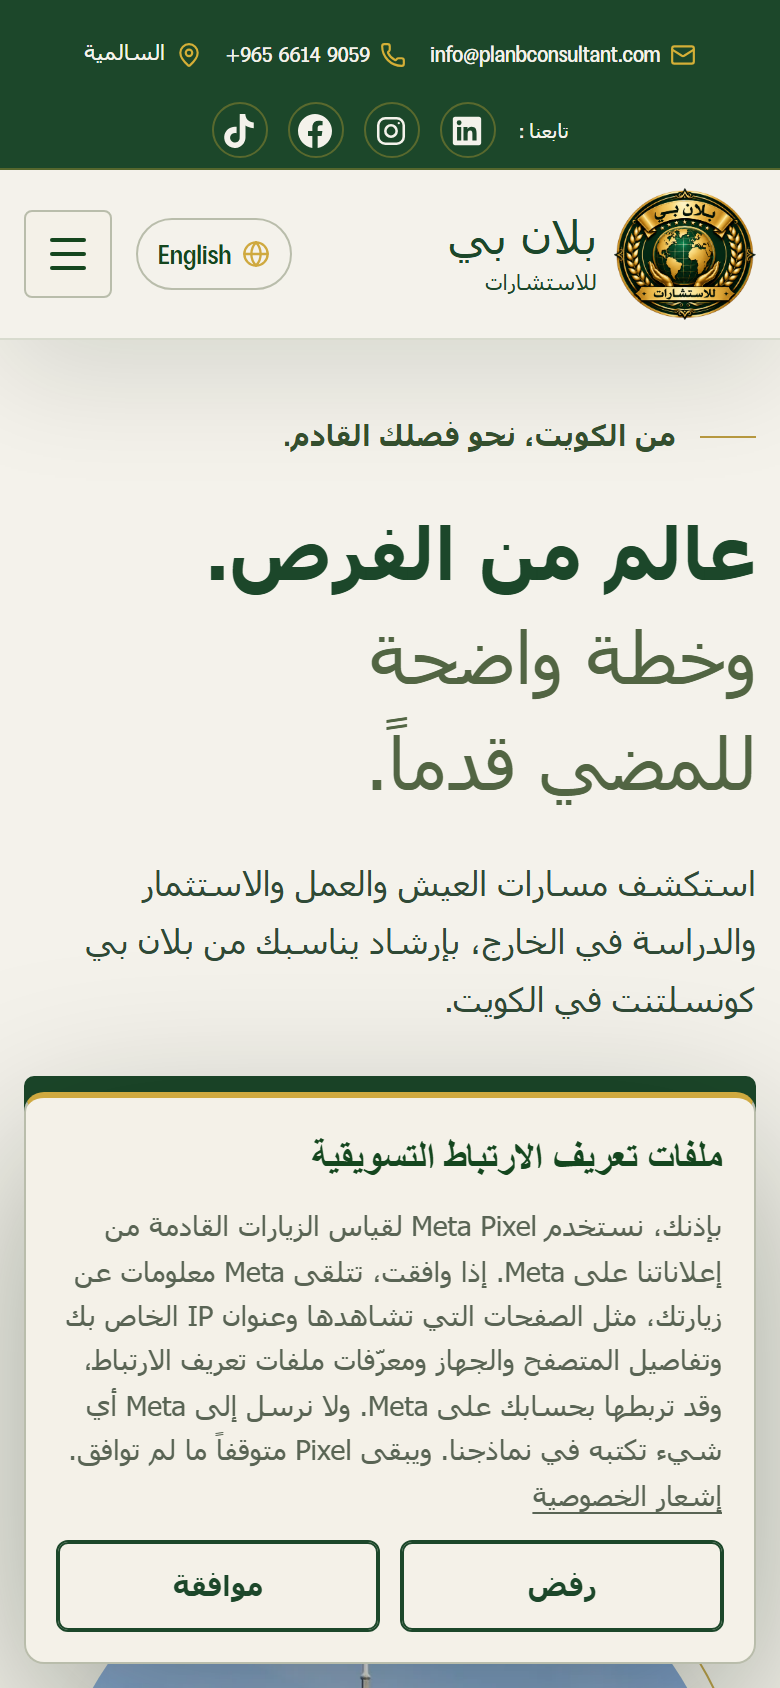 info@planbconsultant.com +965 6614 9059 السالمية
تابعنا :
بلان بي
للاستشارات
بلان بي
للاستشارات
English
من الكويت، نحو فصلك القادم.
عالم من الفرص.
وخطة واضحة
للمضي قدماً.
استكشف مسارات العيش والعمل والاستثمار
والدراسة في الخارج، بإرشاد يناسبك من بلان بي
كونسلتنت في الكويت.
ملفات تعريف الارتباط التسويقية
بإذنك، نستخدم Meta Pixel لقياس الزيارات القادمة من
إعلاناتنا على Meta. إذا وافقت، تتلقى Meta معلومات عن
زيارتك، مثل الصفحات التي تشاهدها وعنوان IP الخاص بك
وتفاصيل المتصفح والجهاز ومعرّفات ملفات تعريف الارتباط،
وقد تربطها بحسابك على Meta. ولا نرسل إلى Meta أي
شيء تكتبه في نماذجنا. ويبقى Pixel متوقفاً ما لم توافق.
إشعار الخصوصية
رفض
موافقة